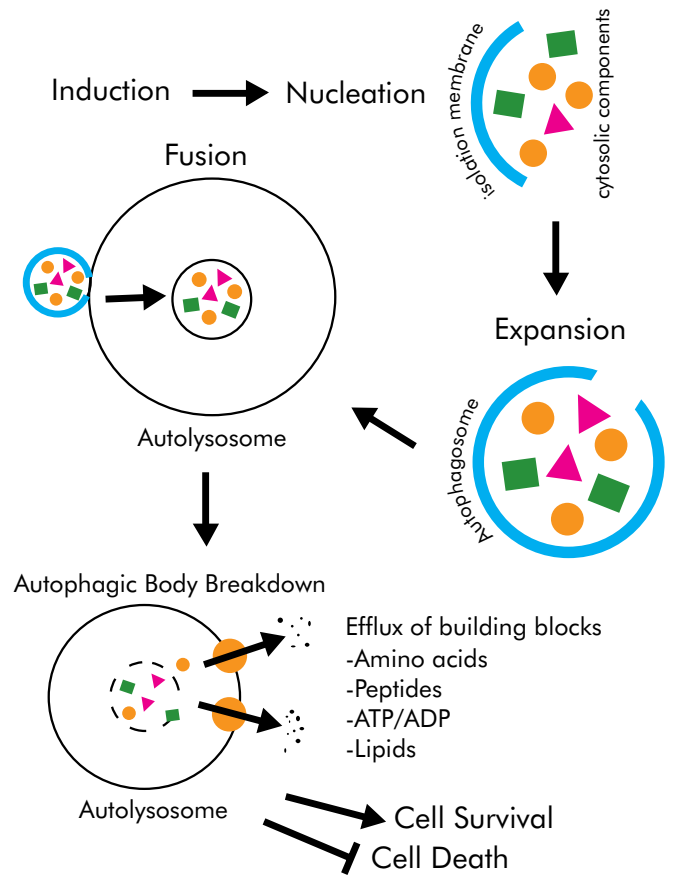 Induction
Nucleation
isolation membrane
cytosolic components
Expansion
Autophagosome
Fusion
Autolysosome
Autophagic Body Breakdown
Efflux of building blocks
-Amino acids
-Peptides
-ATP/ADP
-Lipids
Autolysosome
Cell Survival
Cell Death